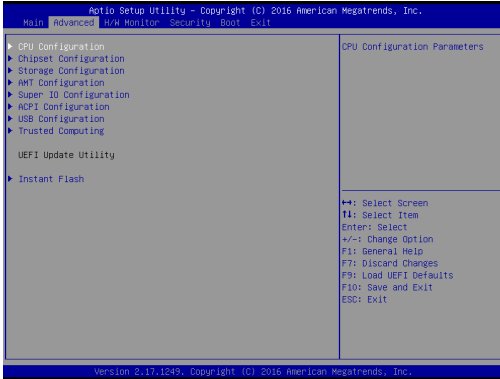 Aptio Setup Utility – Copyright (C) 2016 American Megatrends, Inc.
Main Advanced H/W Monitor Security Boot Exit
CPU Configuration
Chipset Configuration
Storage Configuration
AMT Configuration
Super IO Configuration
ACPI Configuration
USB Configuration
Trusted Computing
UEFI Update Utility
Instant Flash
CPU Configuration Parameters
↔: Select Screen
↑↓: Select Item
Enter: Select
+/-: Change Option
F1: General Help
F7: Discard Changes
F9: Load UEFI Defaults
F10: Save and Exit
ESC: Exit
Version 2.17.1249. Copyright (C) 2016 American Megatrends, Inc.